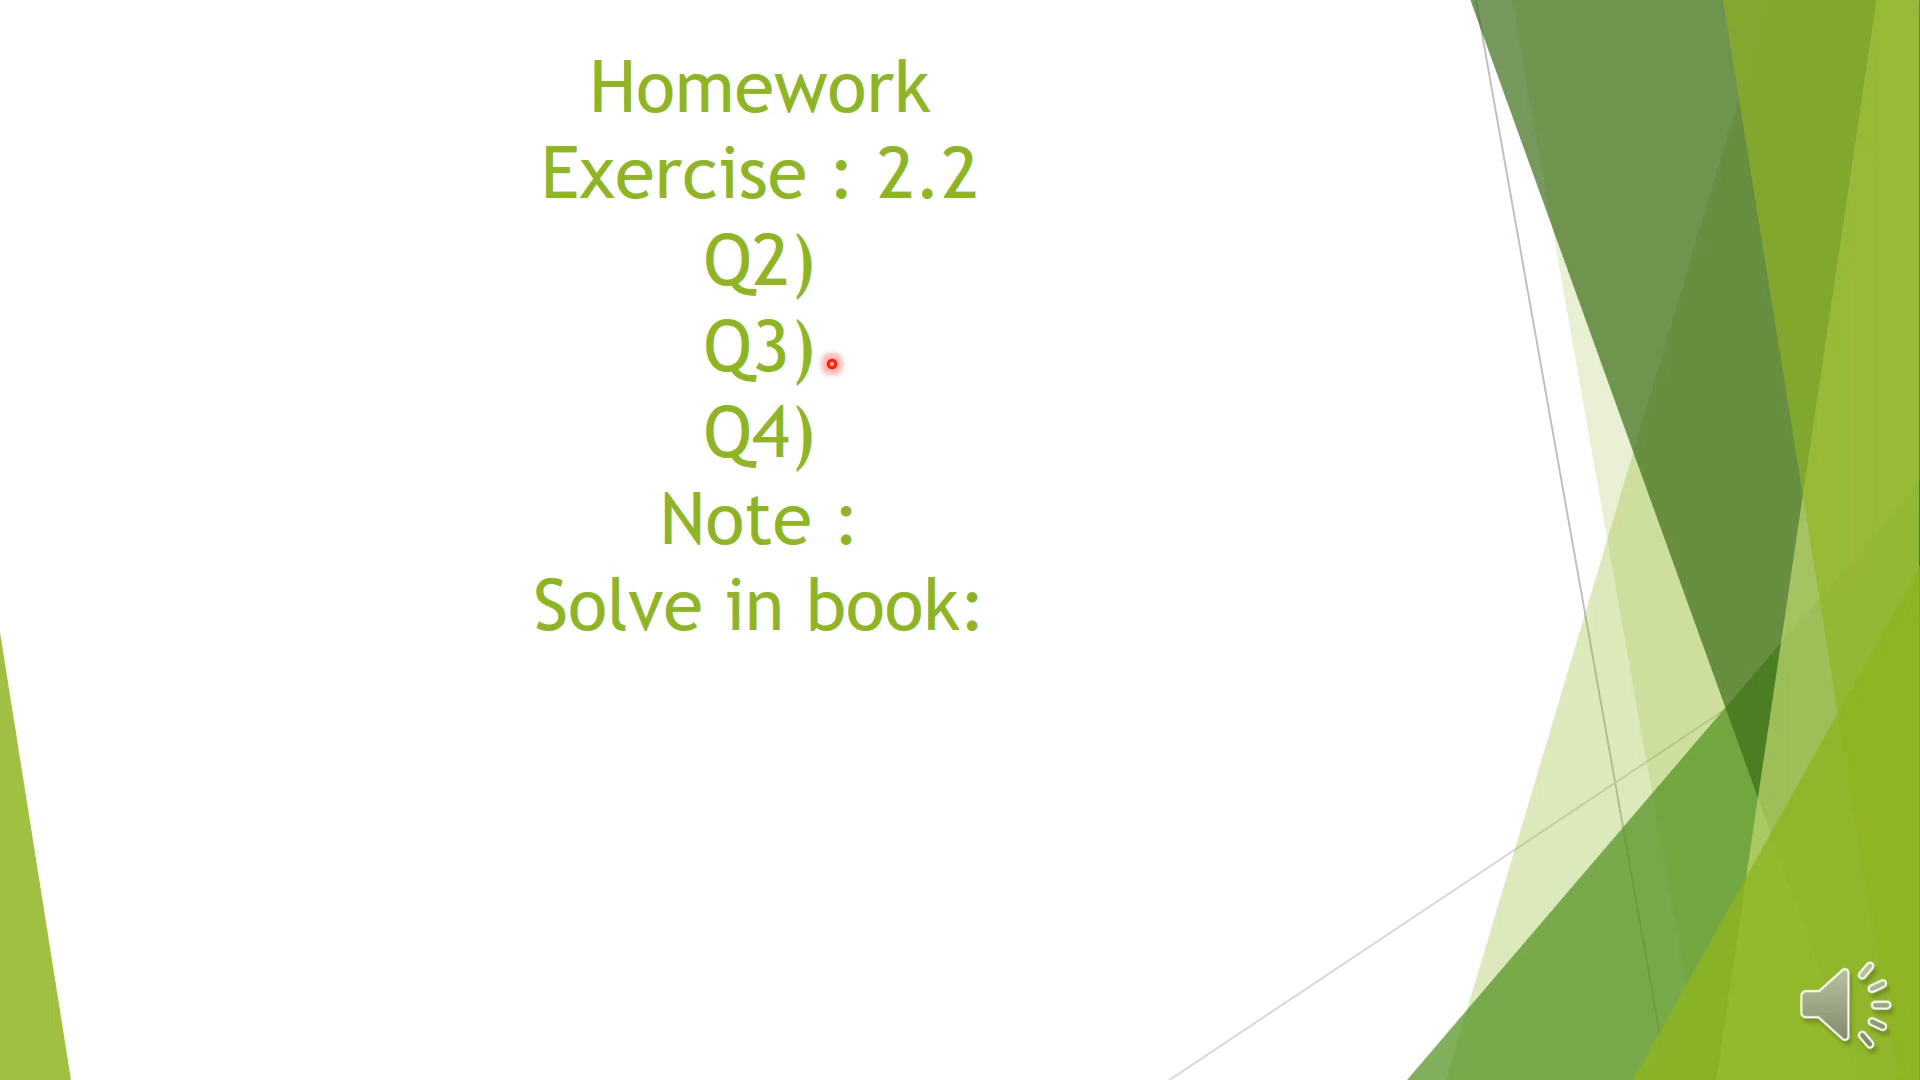 Homework
Exercise : 2.2
Q2)
Q3)
Q4)
Note :
Solve in book: